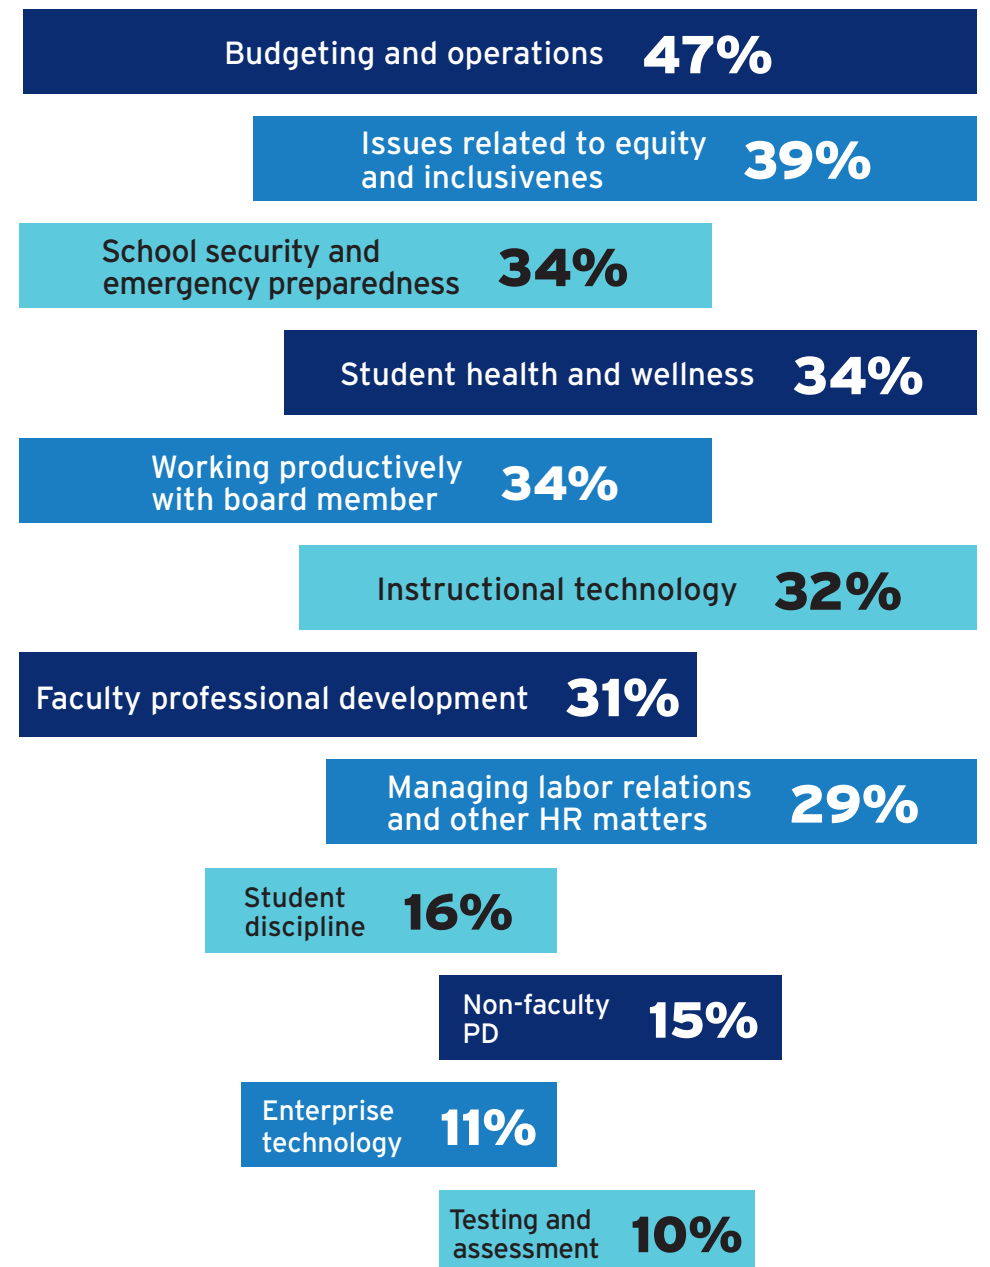 Budgeting and operations 47%
Issues related to equity
and inclusivenes 39%
School security and
emergency preparedness 34%
Student health and wellness 34%
Working productively
with board member 34%
Instructional technology 32%
Faculty professional development 31%
Managing labor relations
and other HR matters 29%
Student
discipline 16%
Non-faculty
PD 15%
Enterprise
technology 11%
Testing and
assessment 10%